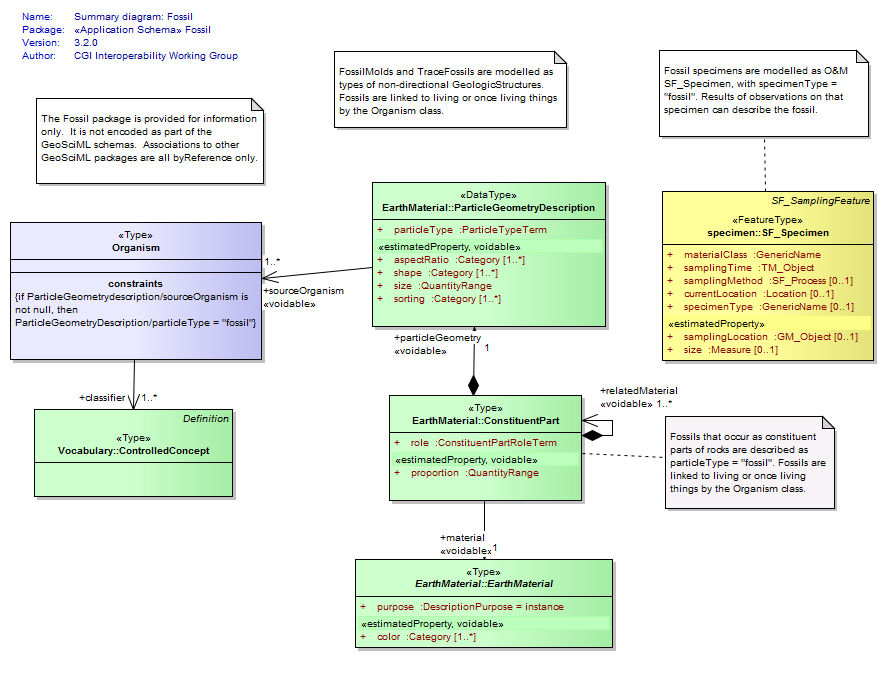 Name: Summary diagram: Fossil
Package: «Application Schema» Fossil
Version: 3.2.0
Author: CGI Interoperability Working Group
FossilMolds and TraceFossils are modelled as
types of non-directional GeologicStructures.
Fossils are linked to living or once living things
by the Organism class.
Fossil specimens are modelled as O&M
SF_Specimen, with specimenType =
"fossil". Results of observations on that
specimen can describe the fossil.
The Fossil package is provided for information
only.  It is not encoded as part of the
GeoSciML schemas.  Associations to other
GeoSciML packages are all byReference only.
«DataType»
EarthMaterial::ParticleGeometryDescription
+ particleType :ParticleTypeTerm
«estimatedProperty, voidable»
+ aspectRatio :Category [1..*]
+ shape :Category [1..*]
+ size :QuantityRange
+ sorting :Category [1..*]
SF_SamplingFeature
«FeatureType»
specimen::SF_Specimen
+ materialClass :GenericName
+ samplingTime :TM_Object
+ samplingMethod :SF_Process [0..1]
+ currentLocation :Location [0..1]
+ specimenType :GenericName [0..1]
«estimatedProperty»
+ samplingLocation :GM_Object [0..1]
+ size :Measure [0..1]
«Type»
Organism
constraints
{if ParticleGeometrydescription/sourceOrganism is
not null, then
ParticleGeometryDescription/particleType = "fossil"}
1..*
+sourceOrganism
«voidable»
+particleGeometry
«voidable» 1
+classifier 1..*
Definition
«Type»
Vocabulary::ControlledConcept
«Type»
EarthMaterial::ConstituentPart
+ role :ConstituentPartRoleTerm
«estimatedProperty, voidable»
+ proportion :QuantityRange
+relatedMaterial
«voidable» 1..*
Fossils that occur as constituent
parts of rocks are described as
particleType = "fossil". Fossils are
linked to living or once living
things by the Organism class.
+material
«voidable» 1
«Type»
EarthMaterial::EarthMaterial
+ purpose :DescriptionPurpose = instance
«estimatedProperty, voidable»
+ color :Category [1..*]